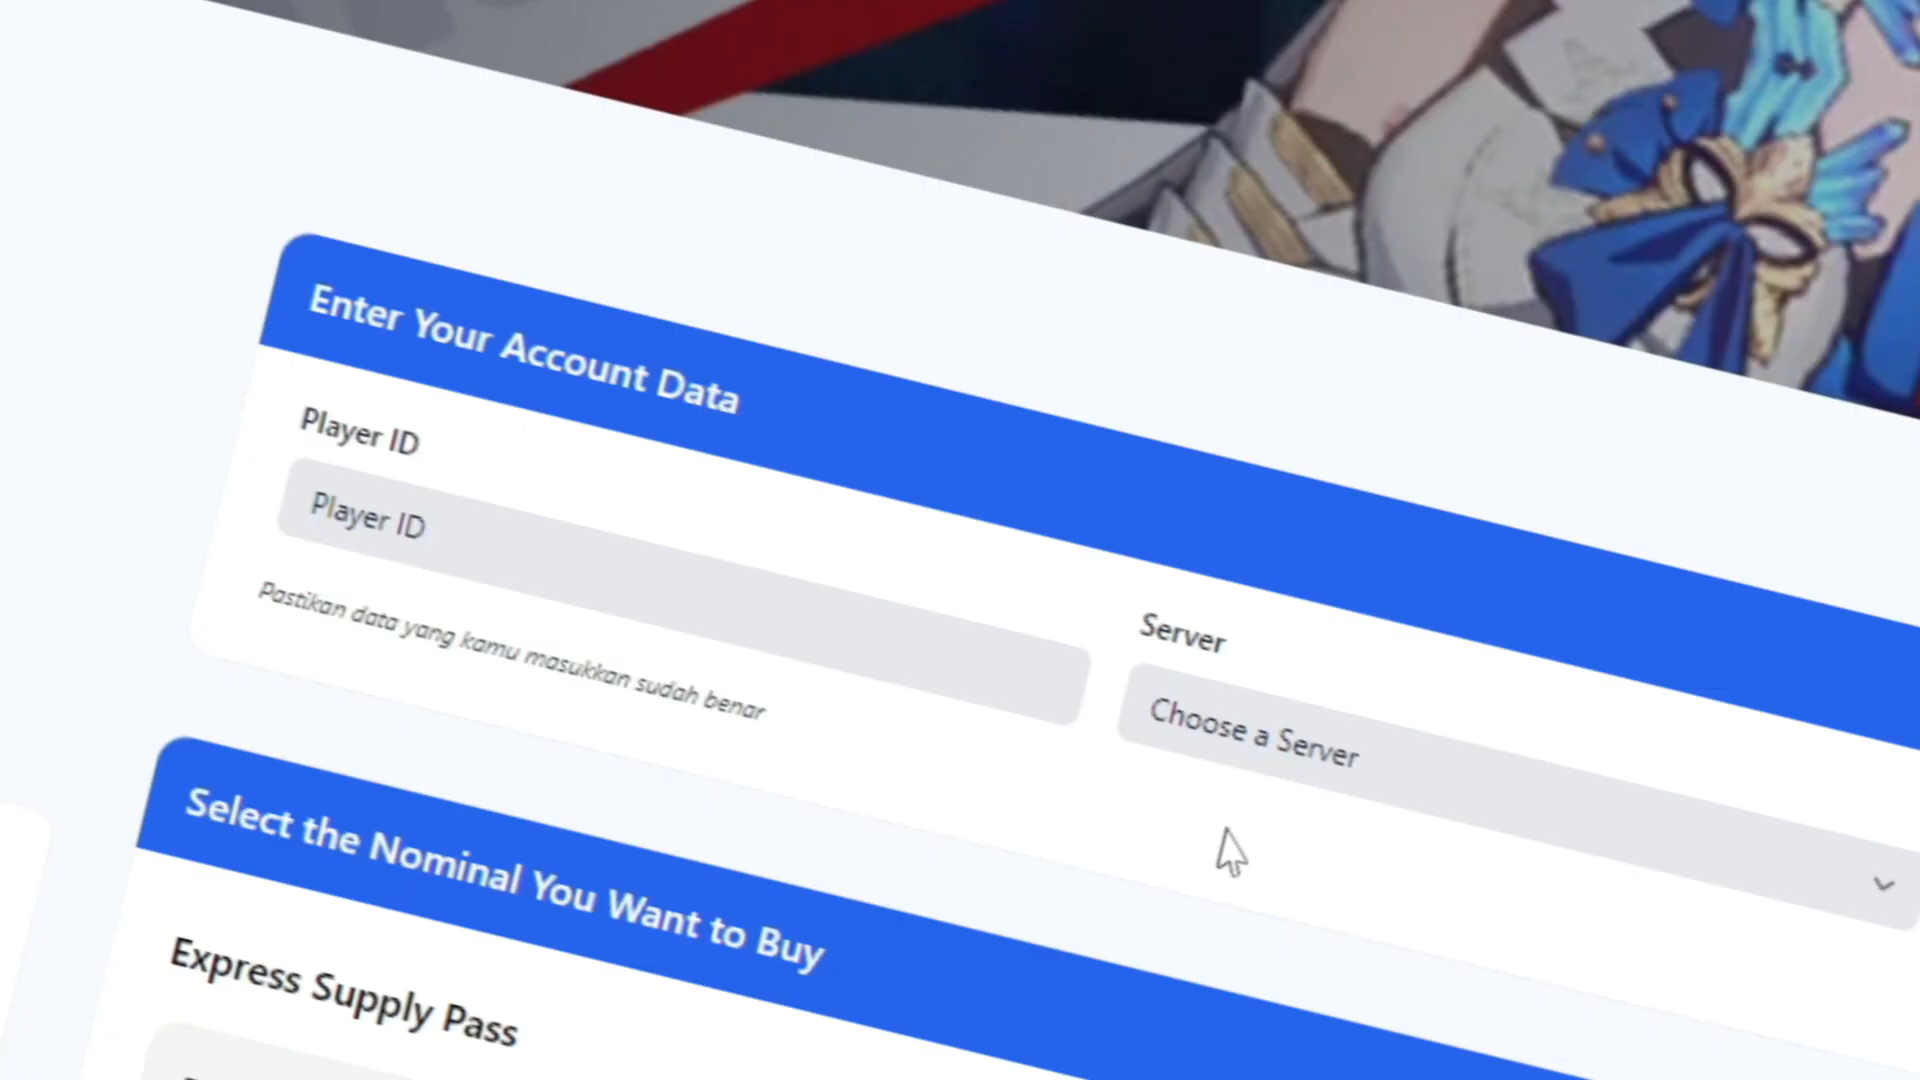 Enter Your Account Data
Player ID
Player ID
Pastikan data yang kamu masukkan sudah benar
Server
Choose a Server
Select the Nominal You Want to Buy
Express Supply Pass